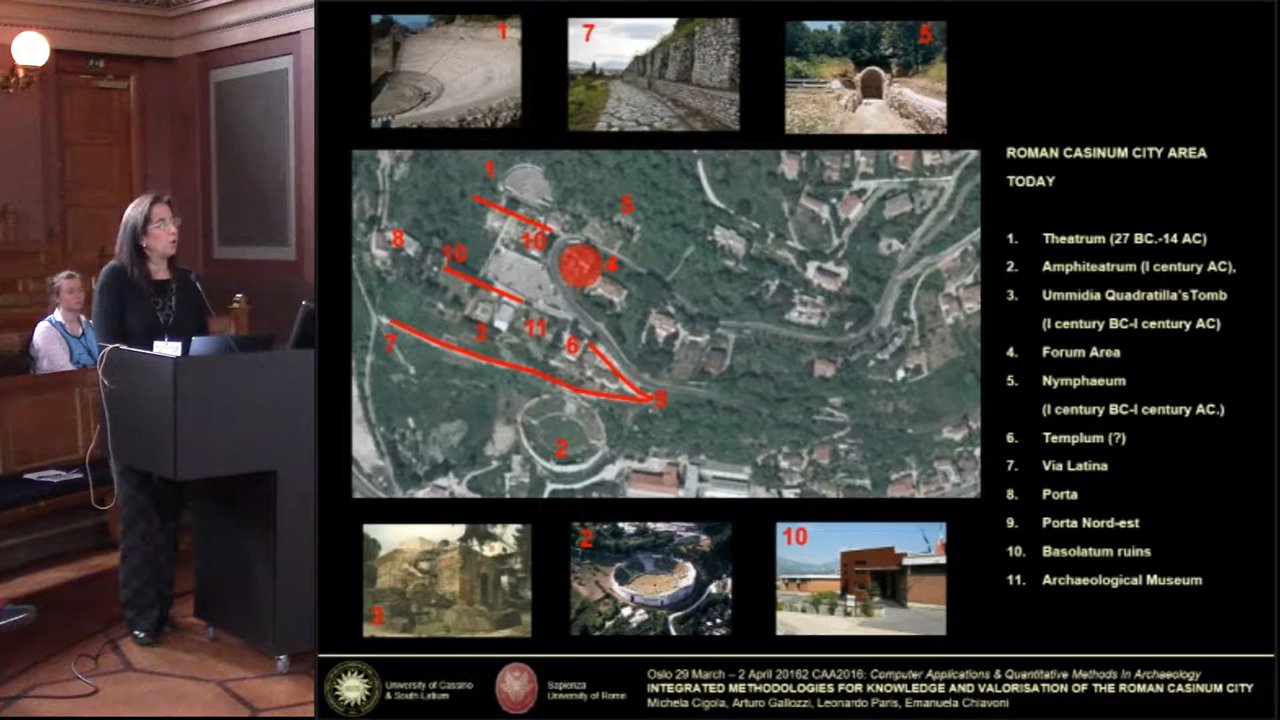 1
7
5
ROMAN CASINUM CITY AREA
TODAY
1
5
8
10
10
4
3
11
6
7
9
2
1. Theatrum (27 BC.-14 AC)
2. Amphiteatrum (I century AC),
3. Ummidia Quadratilla'sTomb
(I century BC-I century AC)
4. Forum Area
5. Nymphaeum
(I century BC-I century AC.)
6. Templum (?)
7. Via Latina
8. Porta
9. Porta Nord-est
10. Basolatum ruins
11. Archaeological Museum
3
2
10
University of Cassino
& South Latium
Sapienza
University of Rome
Oslo 29 March – 2 April 20162 CAA2016: Computer Applications & Quantitative Methods In Archaeology
INTEGRATED METHODOLOGIES FOR KNOWLEDGE AND VALORISATION OF THE ROMAN CASINUM CITY
Michela Cigola, Arturo Gallozzi, Leonardo Paris, Emanuela Chiavoni